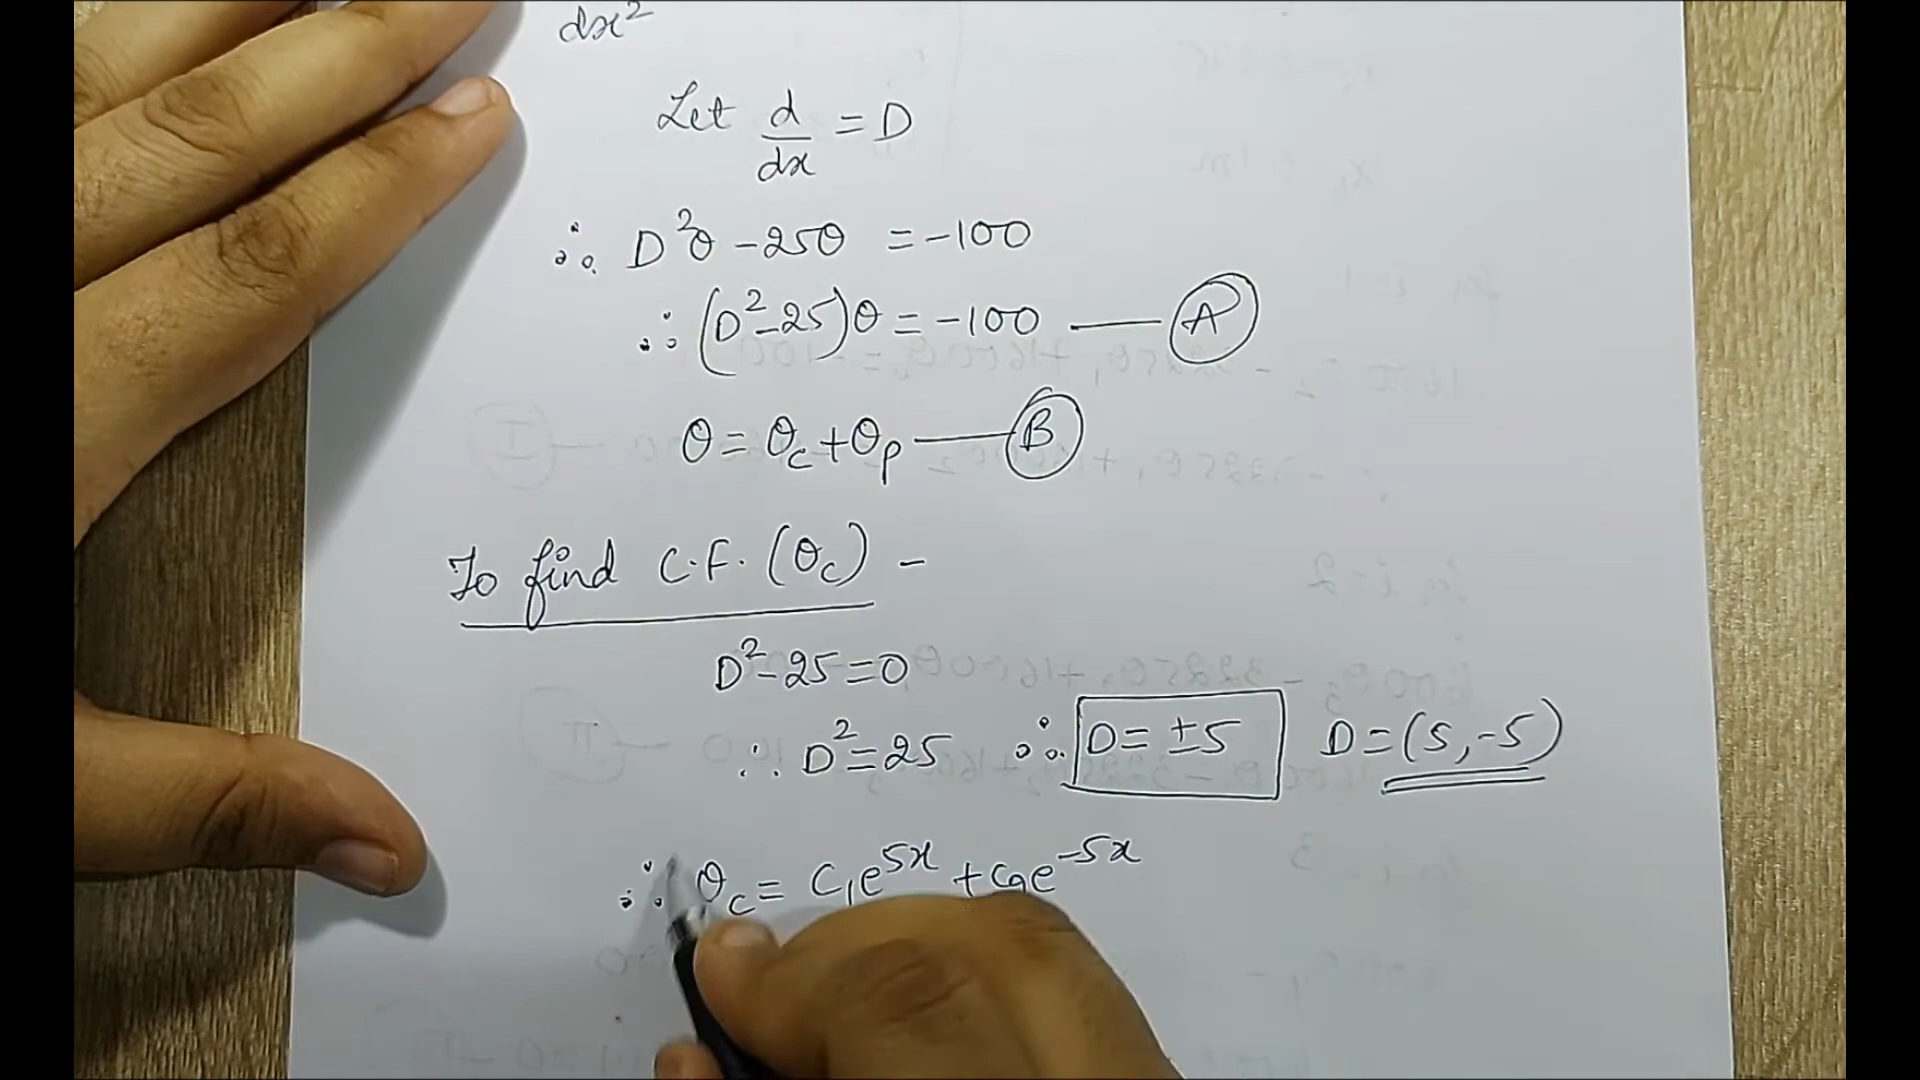 dx²
Let d/dx = D
∴ D²θ - 25θ = -100
∴ (D² - 25)θ = -100 — A
θ = θc + θp — B
To find C.F. (θc) -
D² - 25 = 0
∴ D² = 25 ∴ D = ±5 D = (5, -5)
∴ θc = C₁e^5x + C₂e^-5x